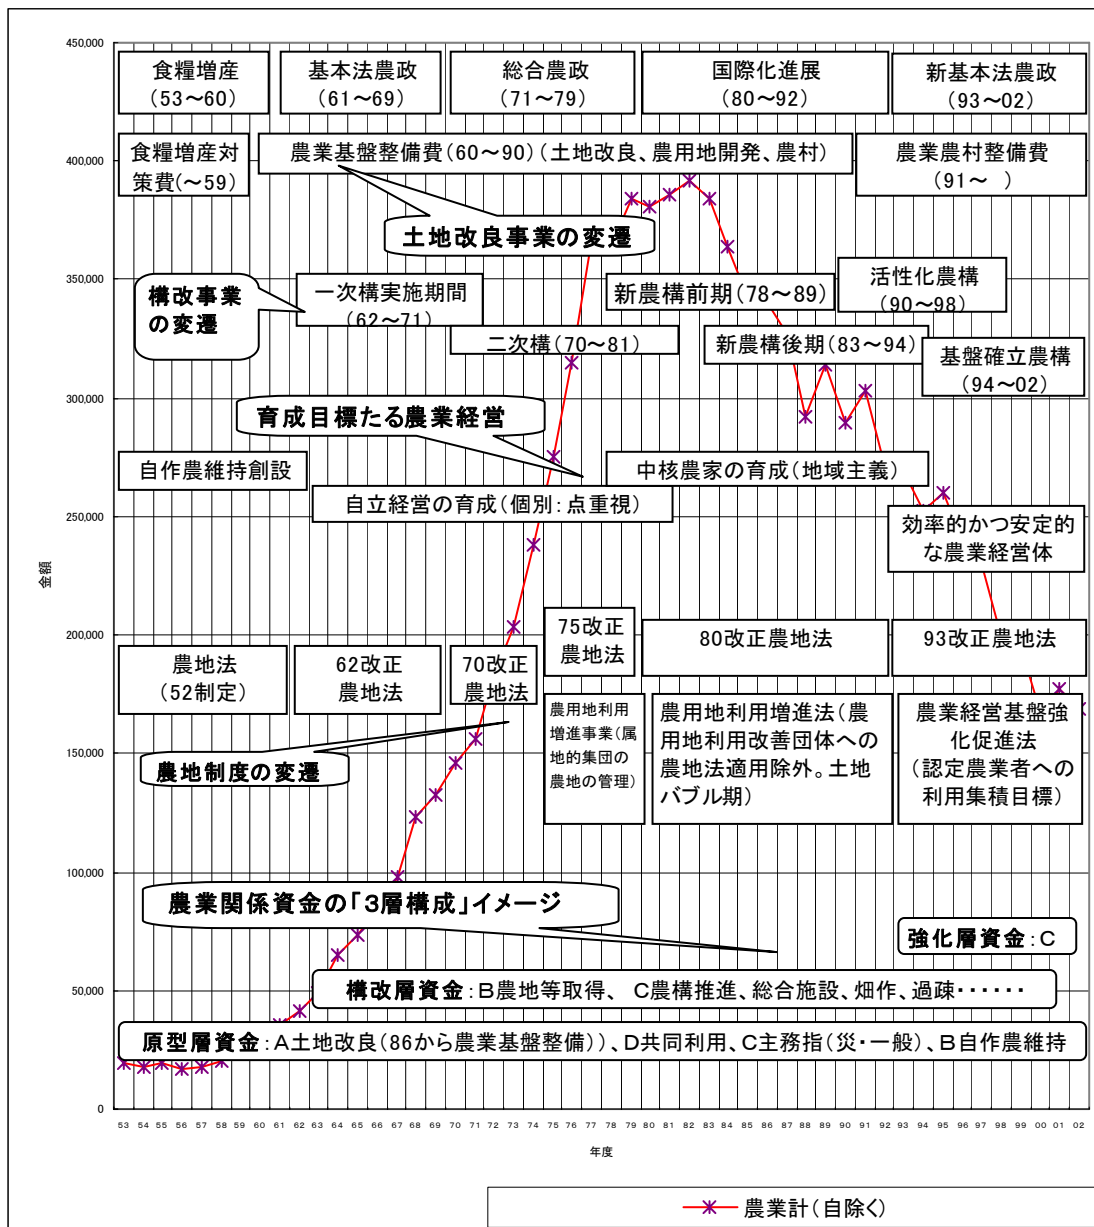 450,000
食糧増産
(53～60)
基本法農政
(61～69)
総合農政
(71～79)
国際化進展
(80～92)
新基本法農政
(93～02)
400,000
食糧増産対
策費(～59)
農業基盤整備費(60～90)(土地改良、農用地開発、農村)
農業農村整備費
(91～ )
土地改良事業の変遷
350,000
構改事業
の変遷
一次構実施期間
(62～71)
新農構前期(78～89)
活性化農構
(90～98)
二次構(70～81)
新農構後期(83～94)
基盤確立農構
(94～02)
300,000
育成目標たる農業経営
自作農維持創設
中核農家の育成(地域主義)
自立経営の育成(個別:点重視)
250,000
効率的かつ安定的
な農業経営体
金額
200,000
農地法
(52制定)
62改正
農地法
70改正
農地法
75改正
農地法
80改正農地法
93改正農地法
農用地利用
増進事業(属
地的集団の
農地の管理)
農用地利用増進法(農
用地利用改善団体への
農地法適用除外。土地
バブル期)
農業経営基盤強
化促進法
(認定農業者への
利用集積目標)
150,000
農地制度の変遷
100,000
農業関係資金の「3層構成」イメージ
強化層資金:C
50,000
構改層資金:B農地等取得、 C農構推進、総合施設、畑作、過疎・・・・・・
原型層資金:A土地改良(86から農業基盤整備))、D共同利用、C主務指(災・一般)、B自作農維持
0
53 54 55 56 57 58 59 60 61 62 63 64 65 66 67 68 69 70 71 72 73 74 75 76 77 78 79 80 81 82 83 84 85 86 87 88 89 90 91 92 93 94 95 96 97 98 99 00 01 02
年度
農業計(自除く)